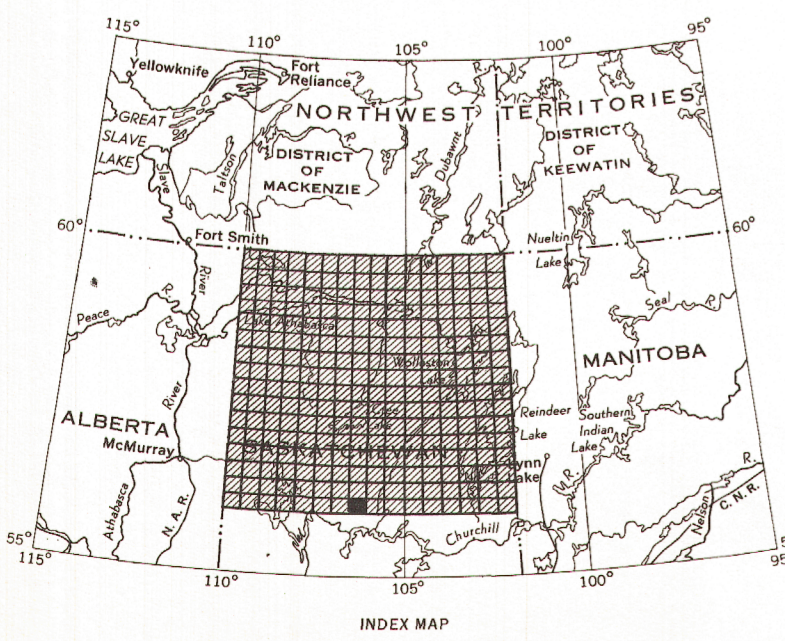 115°
110°
105°
100°
95°
Yellowknife
Fort
Reliance
R.
GREAT
SLAVE
LAKE
NORTHWEST TERRITORIES
DISTRICT
OF
MACKENZIE
R.
DISTRICT
OF
KEEWATIN
Taltson
Dubawnt
Slave
River
60°
Fort Smith
Nueltin
Lake
60°
Peace
R.
Lake Athabasca
Seal
R.
Wollaston
Lake
MANITOBA
River
ALBERTA
McMurray
Reindeer
Lake
Southern
Indian
Lake
SASKATCHEWAN
Lynn
Lake
Athabasca
N. A. R.
R.
Nelson
C. N. R.
Churchill
55°
115°
110°
105°
100°
INDEX MAP